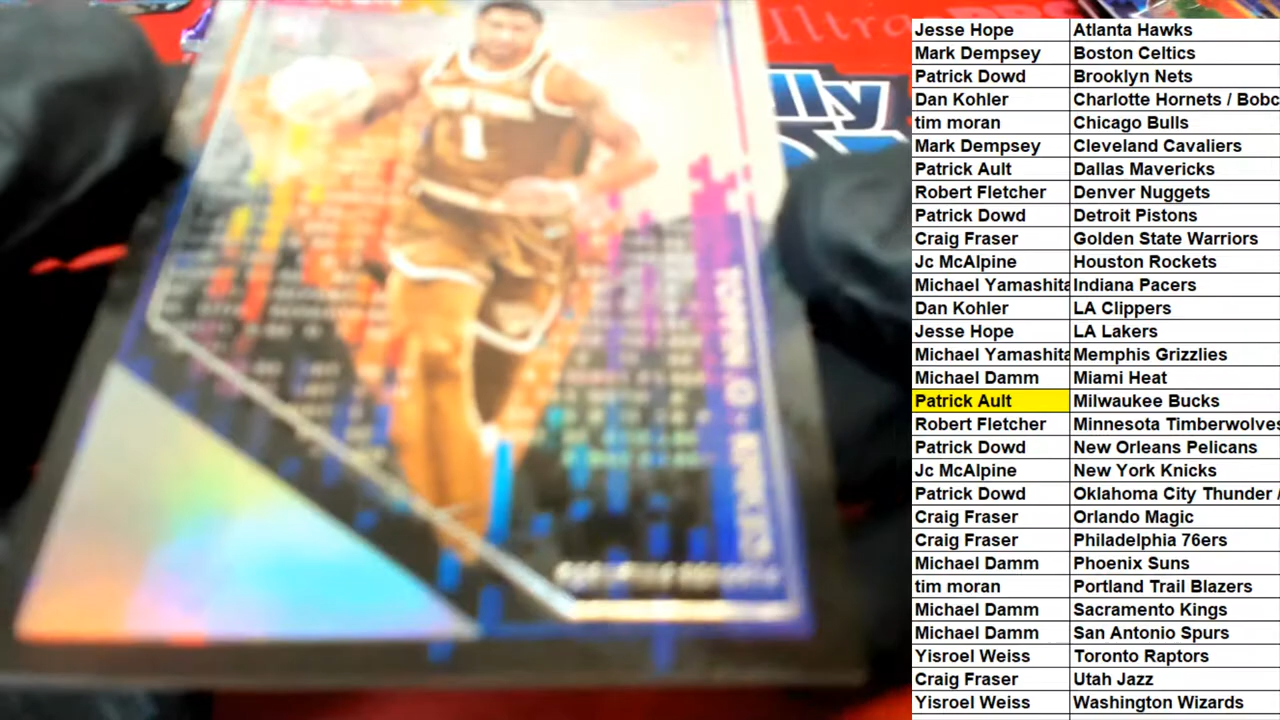 Ultra PRO
lly
1
Jesse Hope Atlanta Hawks
Mark Dempsey Boston Celtics
Patrick Dowd Brooklyn Nets
Dan Kohler Charlotte Hornets / Bobc
tim moran Chicago Bulls
Mark Dempsey Cleveland Cavaliers
Patrick Ault Dallas Mavericks
Robert Fletcher Denver Nuggets
Patrick Dowd Detroit Pistons
Craig Fraser Golden State Warriors
Jc McAlpine Houston Rockets
Michael Yamashita Indiana Pacers
Dan Kohler LA Clippers
Jesse Hope LA Lakers
Michael Yamashita Memphis Grizzlies
Michael Damm Miami Heat
Patrick Ault Milwaukee Bucks
Robert Fletcher Minnesota Timberwolves
Patrick Dowd New Orleans Pelicans
Jc McAlpine New York Knicks
Patrick Dowd Oklahoma City Thunder /
Craig Fraser Orlando Magic
Craig Fraser Philadelphia 76ers
Michael Damm Phoenix Suns
tim moran Portland Trail Blazers
Michael Damm Sacramento Kings
Michael Damm San Antonio Spurs
Yisroel Weiss Toronto Raptors
Craig Fraser Utah Jazz
Yisroel Weiss Washington Wizards